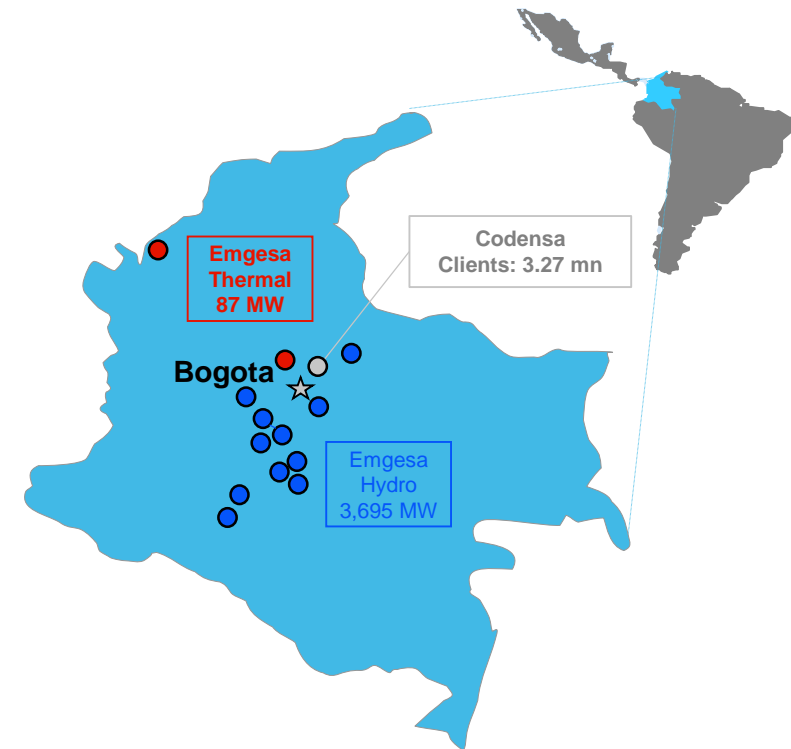 Codensa
Clients: 3.27 mn
Emgesa
Thermal
87 MW
Bogota
Emgesa
Hydro
3,695 MW